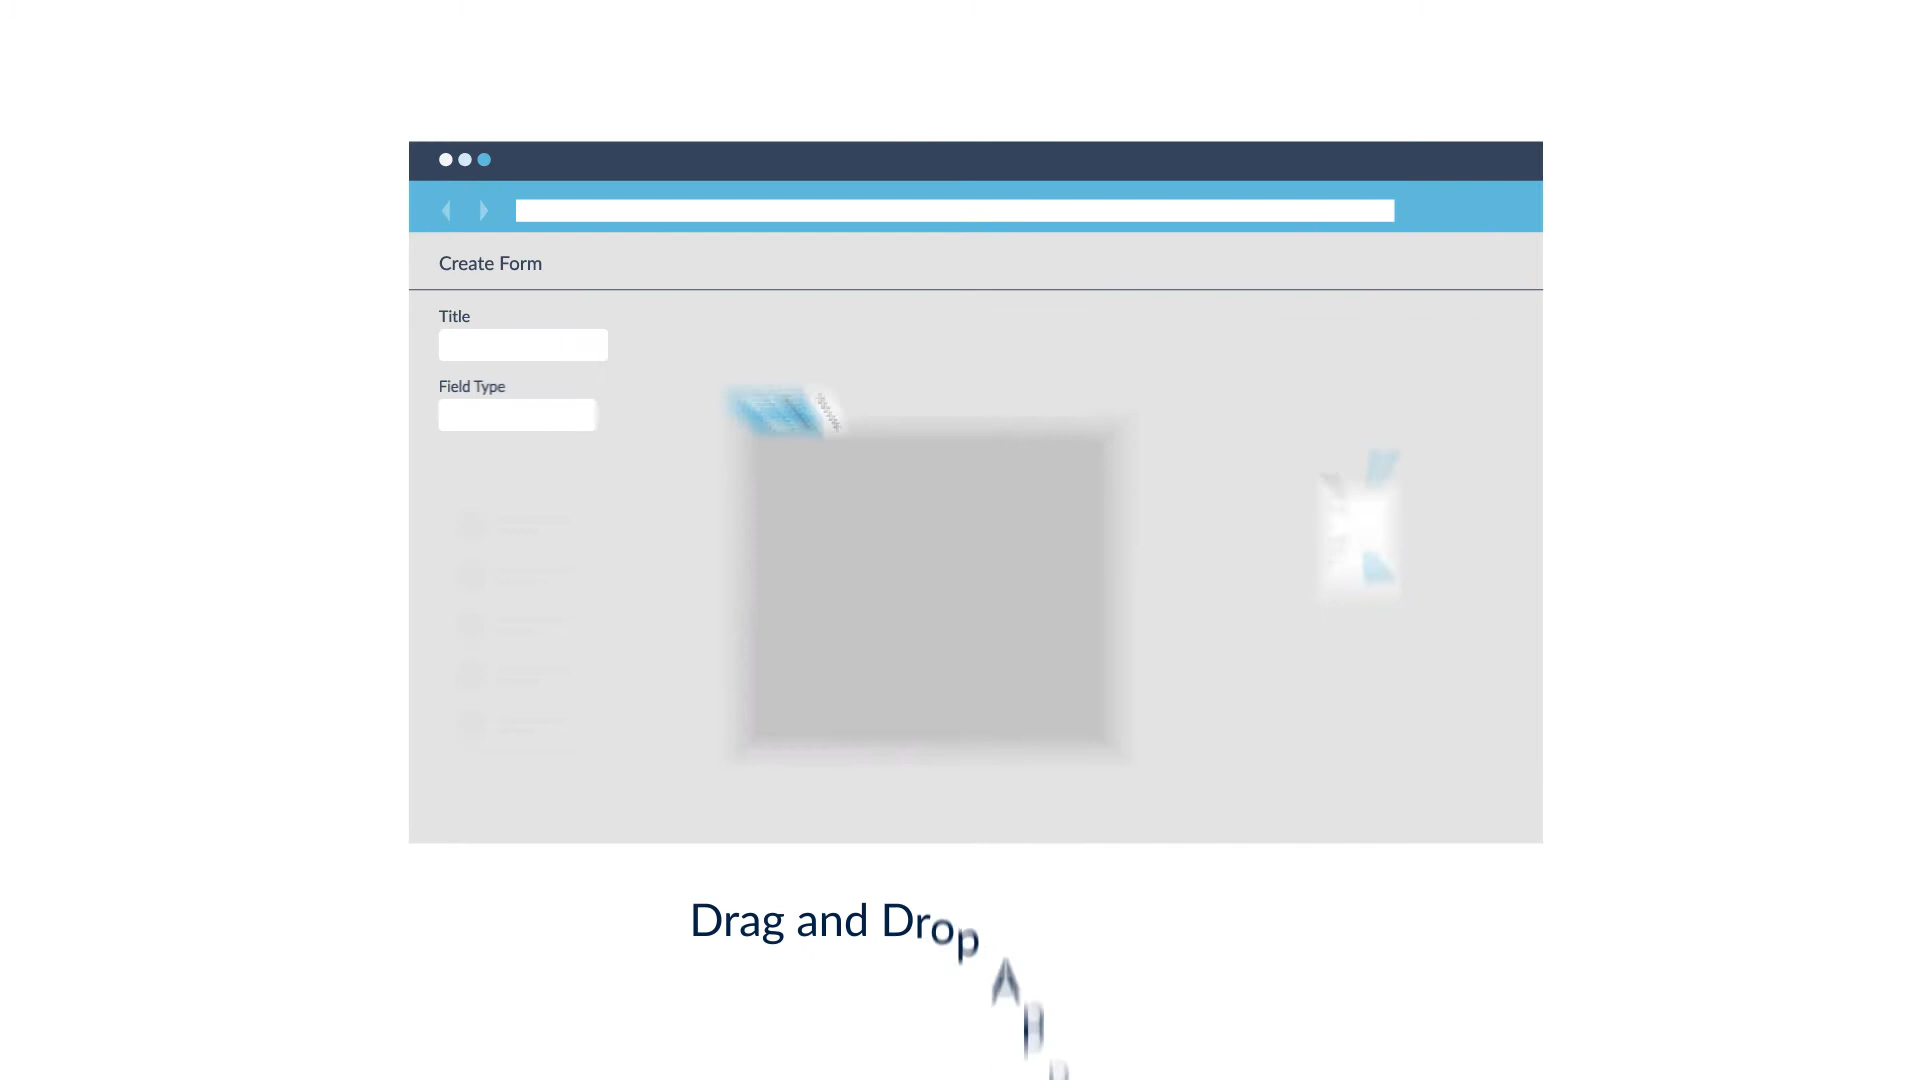 Create Form
Title
Field Type
Drag and Drop